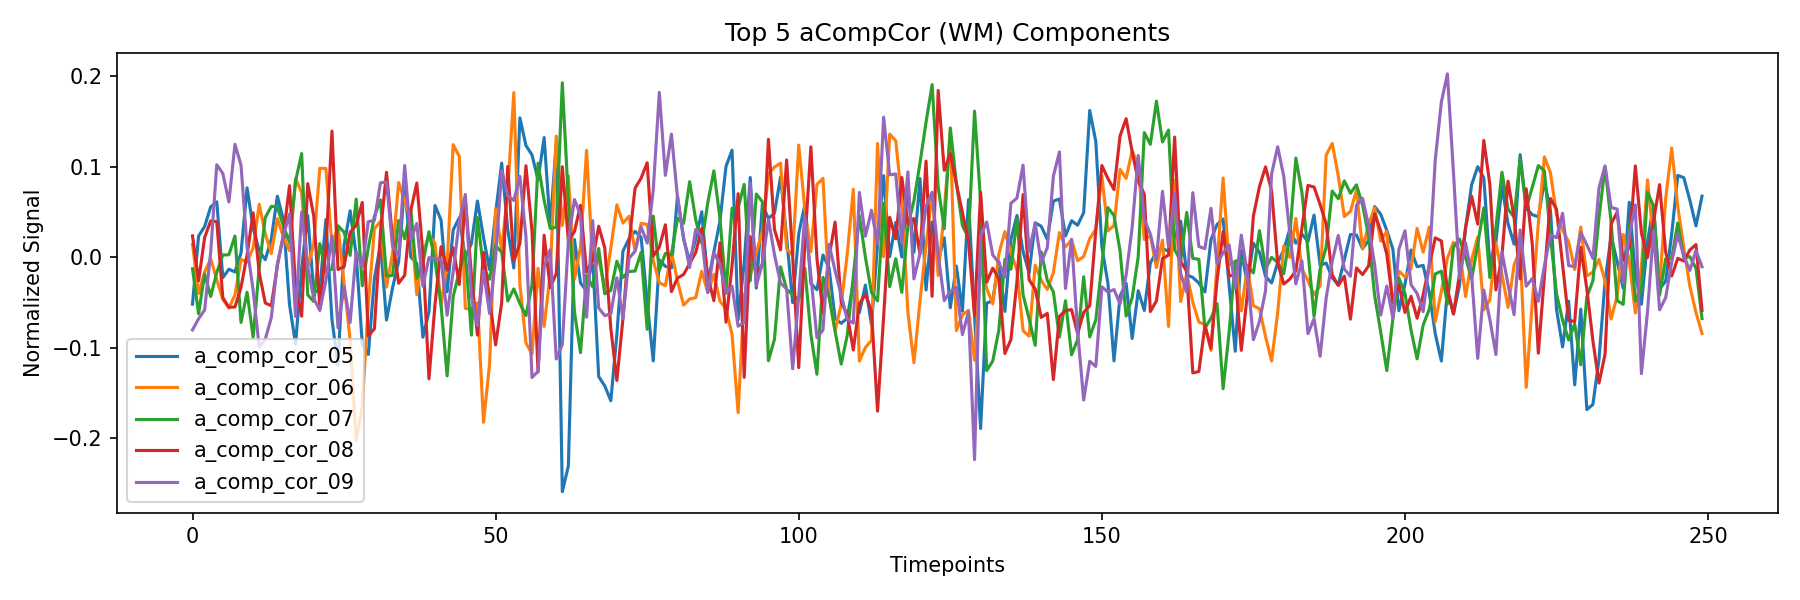 Top 5 aCompCor (WM) Components
Normalized Signal
0.2
0.1
0.0
−0.1
−0.2
a_comp_cor_05
a_comp_cor_06
a_comp_cor_07
a_comp_cor_08
a_comp_cor_09
0 50 100 150 200 250
Timepoints